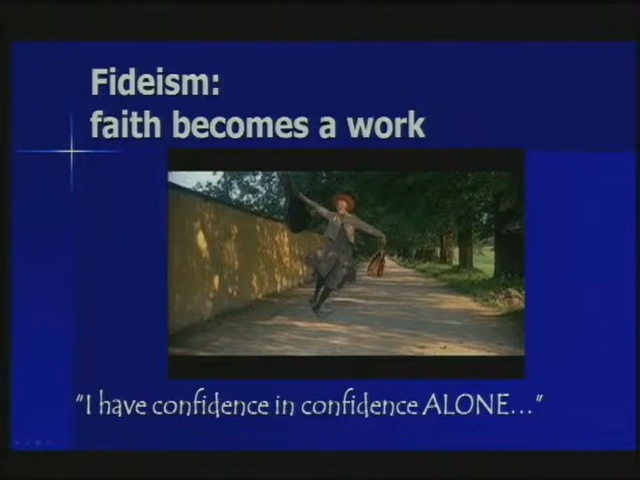 Fideism:
faith becomes a work
"I have confidence in confidence ALONE..."